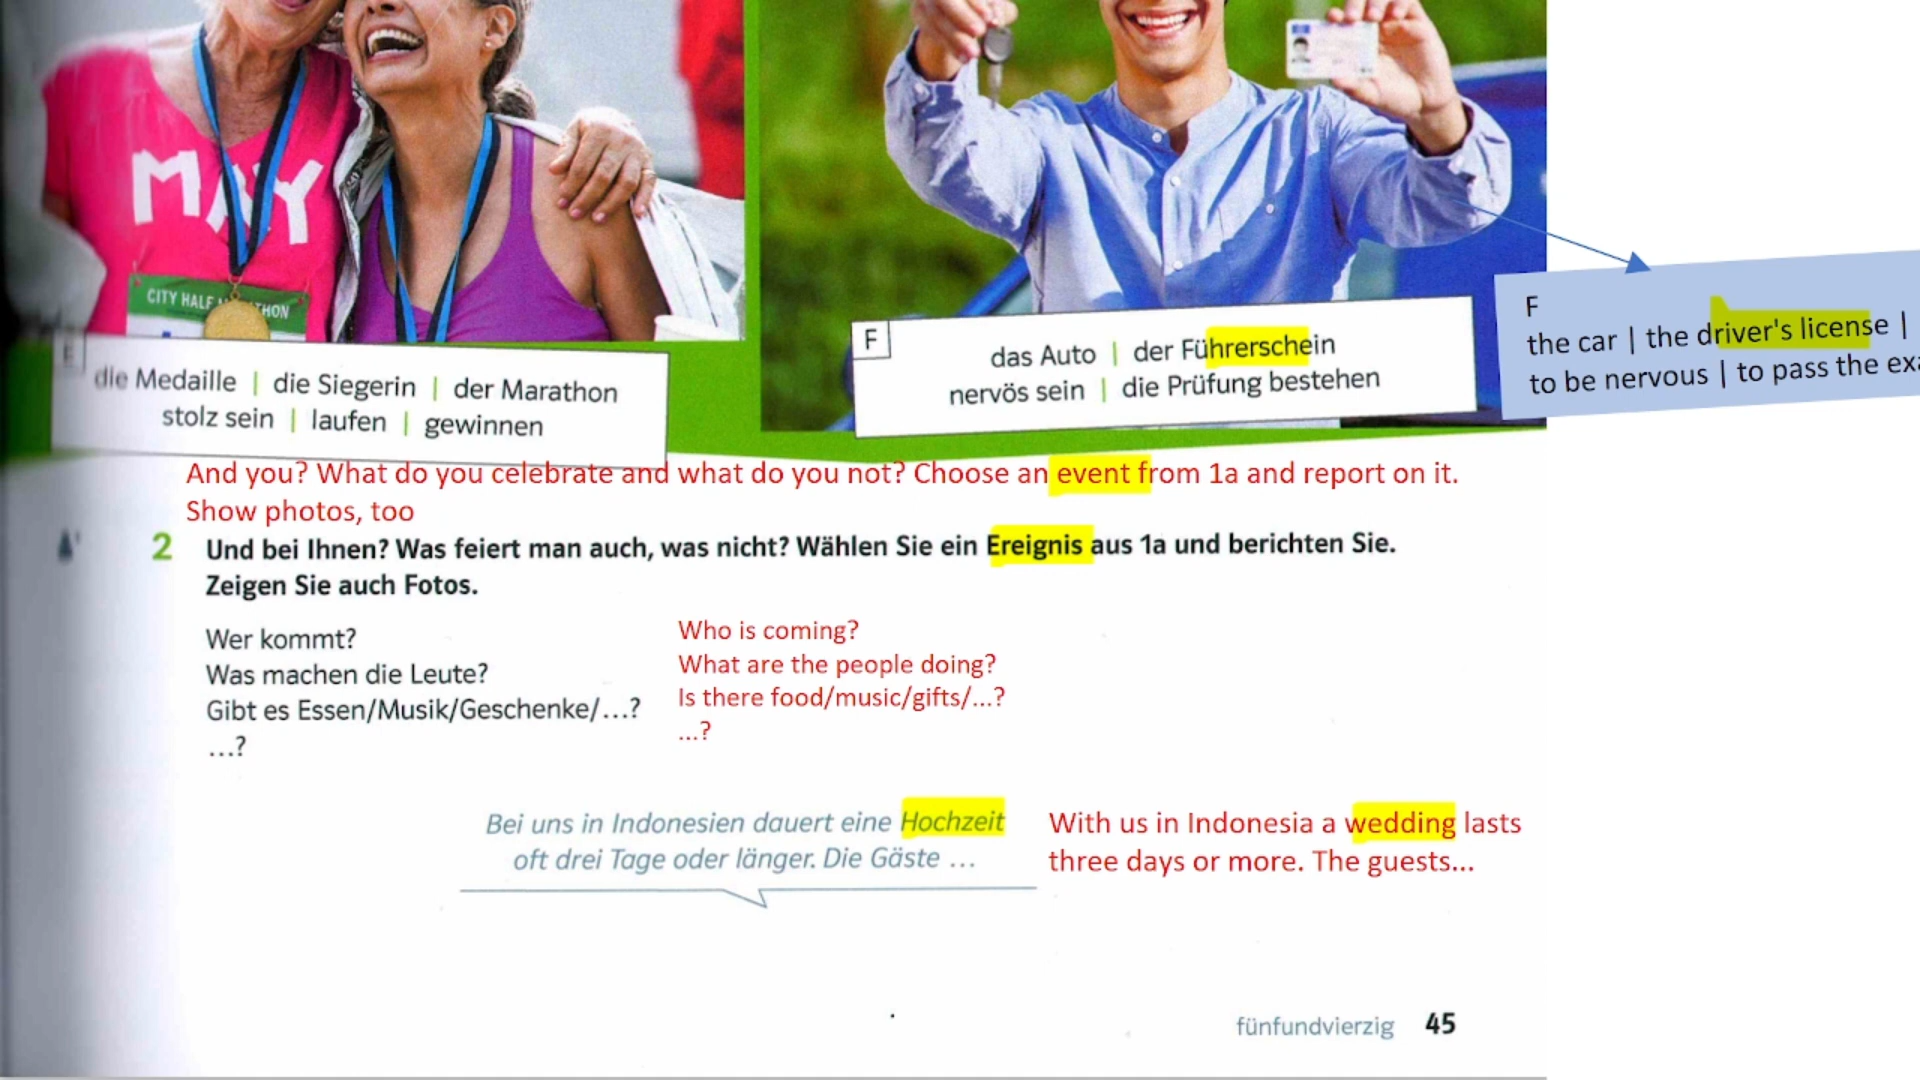 MAY
CITY HALF
E
die Medaille | die Siegerin | der Marathon
stolz sein | laufen | gewinnen
F
das Auto | der Führerschein
nervös sein | die Prüfung bestehen
F
the car | the driver's license |
to be nervous | to pass the
And you? What do you celebrate and what do you not? Choose an event from 1a and report on it.
Show photos, too
2 Und bei Ihnen? Was feiert man auch, was nicht? Wählen Sie ein Ereignis aus 1a und berichten Sie.
Zeigen Sie auch Fotos.
Wer kommt?
Was machen die Leute?
Gibt es Essen/Musik/Geschenke/…?
…?
Who is coming?
What are the people doing?
Is there food/music/gifts/...?
...?
Bei uns in Indonesien dauert eine Hochzeit
oft drei Tage oder länger. Die Gäste …
With us in Indonesia a wedding lasts
three days or more. The guests...
fünfundvierzig 45